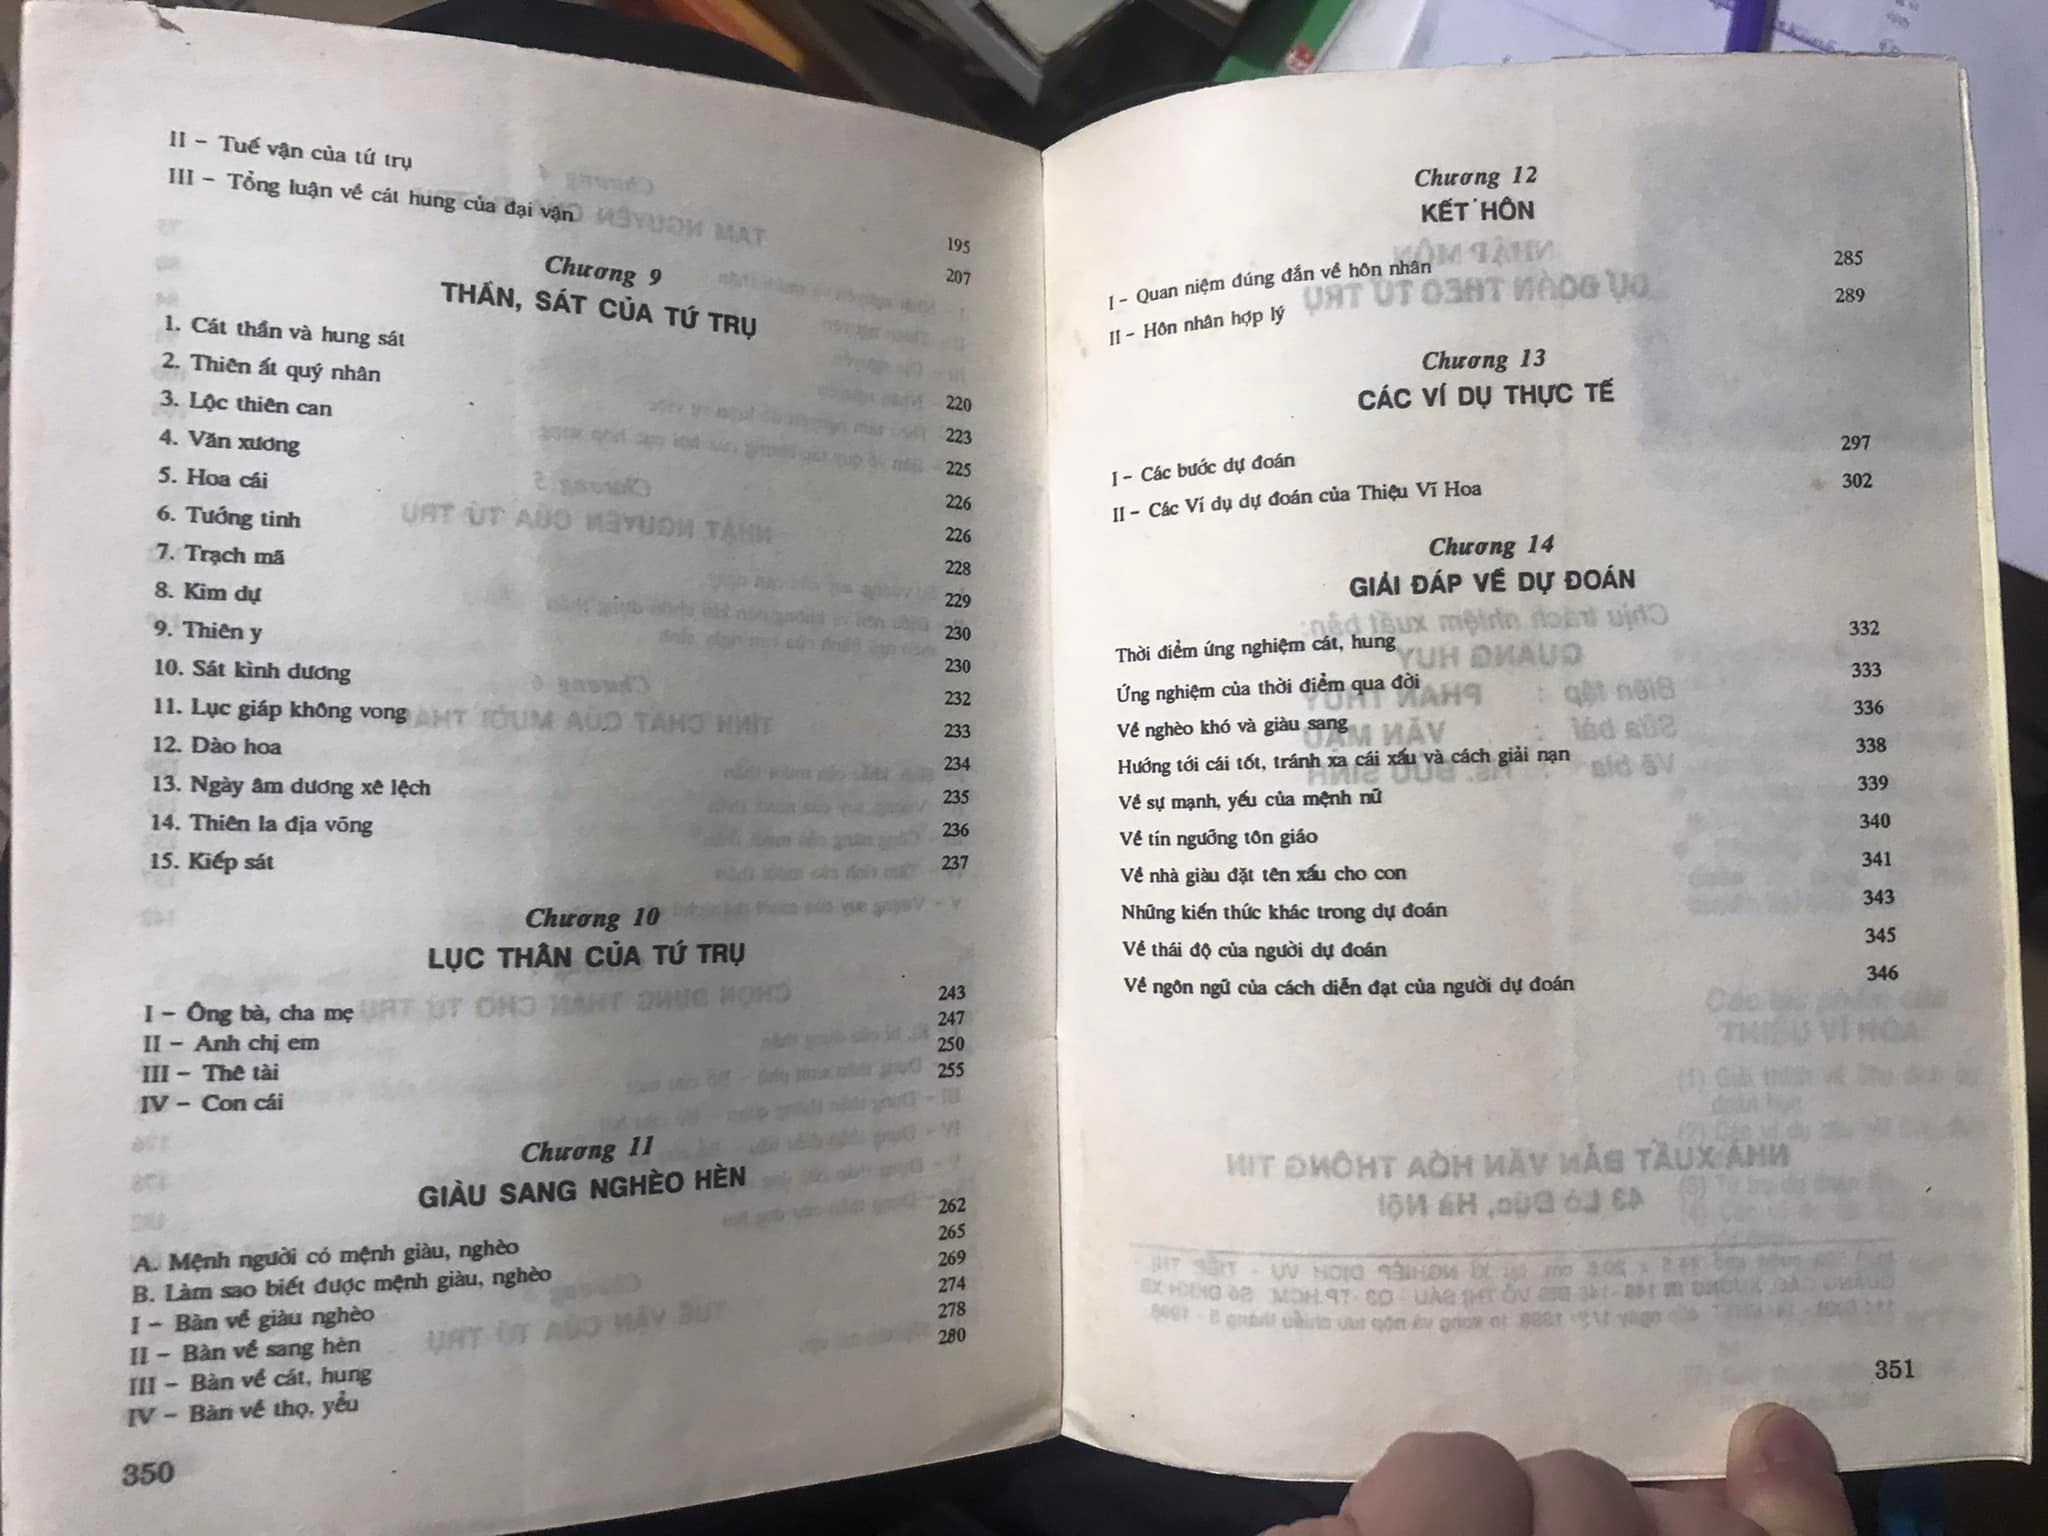 II – Tuế vận của tứ trụ 195
III – Tổng luận về cát hung của đại vận 207
Chương 9
THẦN, SÁT CỦA TỨ TRỤ
1. Cát thần và hung sát 220
2. Thiên ất quý nhân 223
3. Lộc thiên can 225
4. Văn xương 226
5. Hoa cái 226
6. Tướng tinh 228
7. Trạch mã 229
8. Kim dự 230
9. Thiên y 230
10. Sát kình dương 232
11. Lục giáp không vong 233
12. Đào hoa 234
13. Ngày âm dương xê lệch 235
14. Thiên la địa võng 236
15. Kiếp sát 237
Chương 10
LỤC THÂN CỦA TỨ TRỤ
I – Ông bà, cha mẹ 243
II – Anh chị em 247
III – Thê tài 250
IV – Con cái 255
Chương 11
GIÀU SANG NGHÈO HÈN
A. Mệnh người có mệnh giàu, nghèo 262
B. Làm sao biết được mệnh giàu, nghèo 265
I – Bàn về giàu nghèo 269
II – Bàn về sang hèn 274
III – Bàn về cát, hung 278
IV – Bàn về thọ, yểu 280
350
Chương 12
KẾT HÔN
I – Quan niệm đúng đắn về hôn nhân 285
II – Hôn nhân hợp lý 289
Chương 13
CÁC VÍ DỤ THỰC TẾ
I – Các bước dự đoán 297
II – Các Ví dụ dự đoán của Thiệu Vĩ Hoa 302
Chương 14
GIẢI ĐÁP VỀ DỰ ĐOÁN
Thời điểm ứng nghiệm cát, hung 332
Ứng nghiệm của thời điểm qua đời 333
Về nghèo khó và giàu sang 336
Hướng tới cái tốt, tránh xa cái xấu và cách giải nạn 338
Về sự mạnh, yếu của mệnh nữ 339
Về tín ngưỡng tôn giáo 340
Về nhà giàu đặt tên xấu cho con 341
Những kiến thức khác trong dự đoán 343
Về thái độ của người dự đoán 345
Về ngôn ngữ của cách diễn đạt của người dự đoán 346
351